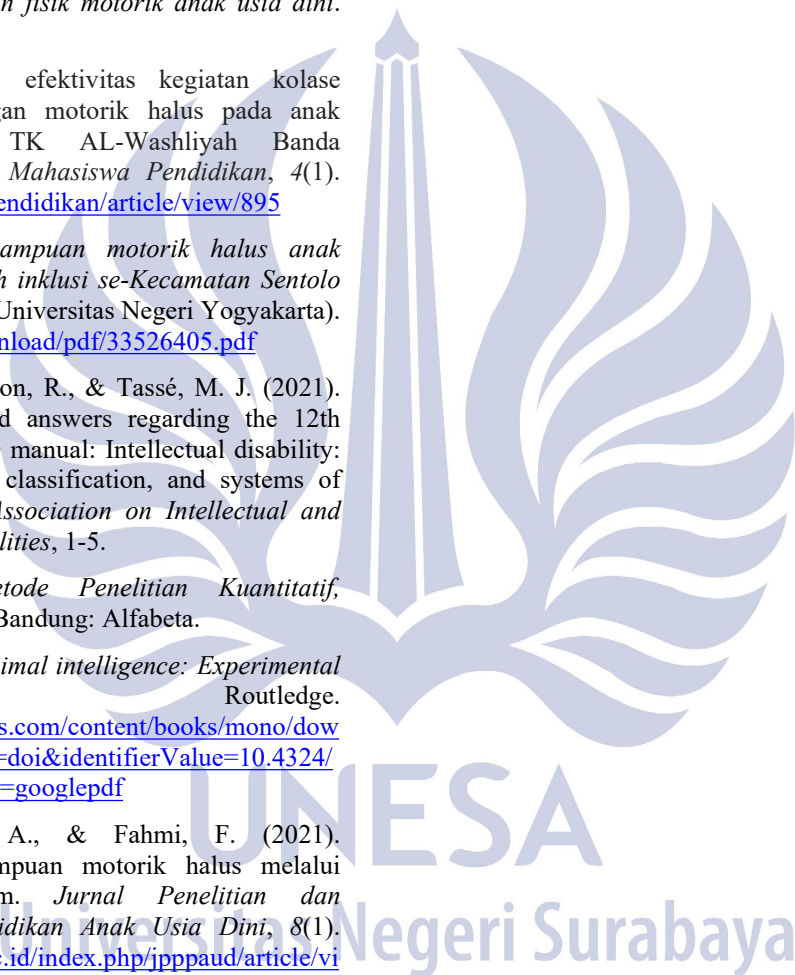 n fisik motorik anak usia dini.
efektivitas kegiatan kolase
gan motorik halus pada anak
TK AL-Washliyah Banda
Mahasiswa Pendidikan, 4(1).
endidikan/article/view/895
ampuan motorik halus anak
h inklusi se-Kecamatan Sentolo
Universitas Negeri Yogyakarta).
nload/pdf/33526405.pdf
on, R., & Tassé, M. J. (2021).
d answers regarding the 12th
manual: Intellectual disability:
classification, and systems of
Association on Intellectual and
lities, 1-5.
etode Penelitian Kuantitatif,
Bandung: Alfabeta.
imal intelligence: Experimental
Routledge.
s.com/content/books/mono/dow
=doi&identifierValue=10.4324/
=googlepdf
A., & Fahmi, F. (2021).
mpuan motorik halus melalui
m. Jurnal Penelitian dan
didikan Anak Usia Dini, 8(1).
c.id/index.php/jpppaud/article/vi
UNESA
Universitas Negeri Surabaya